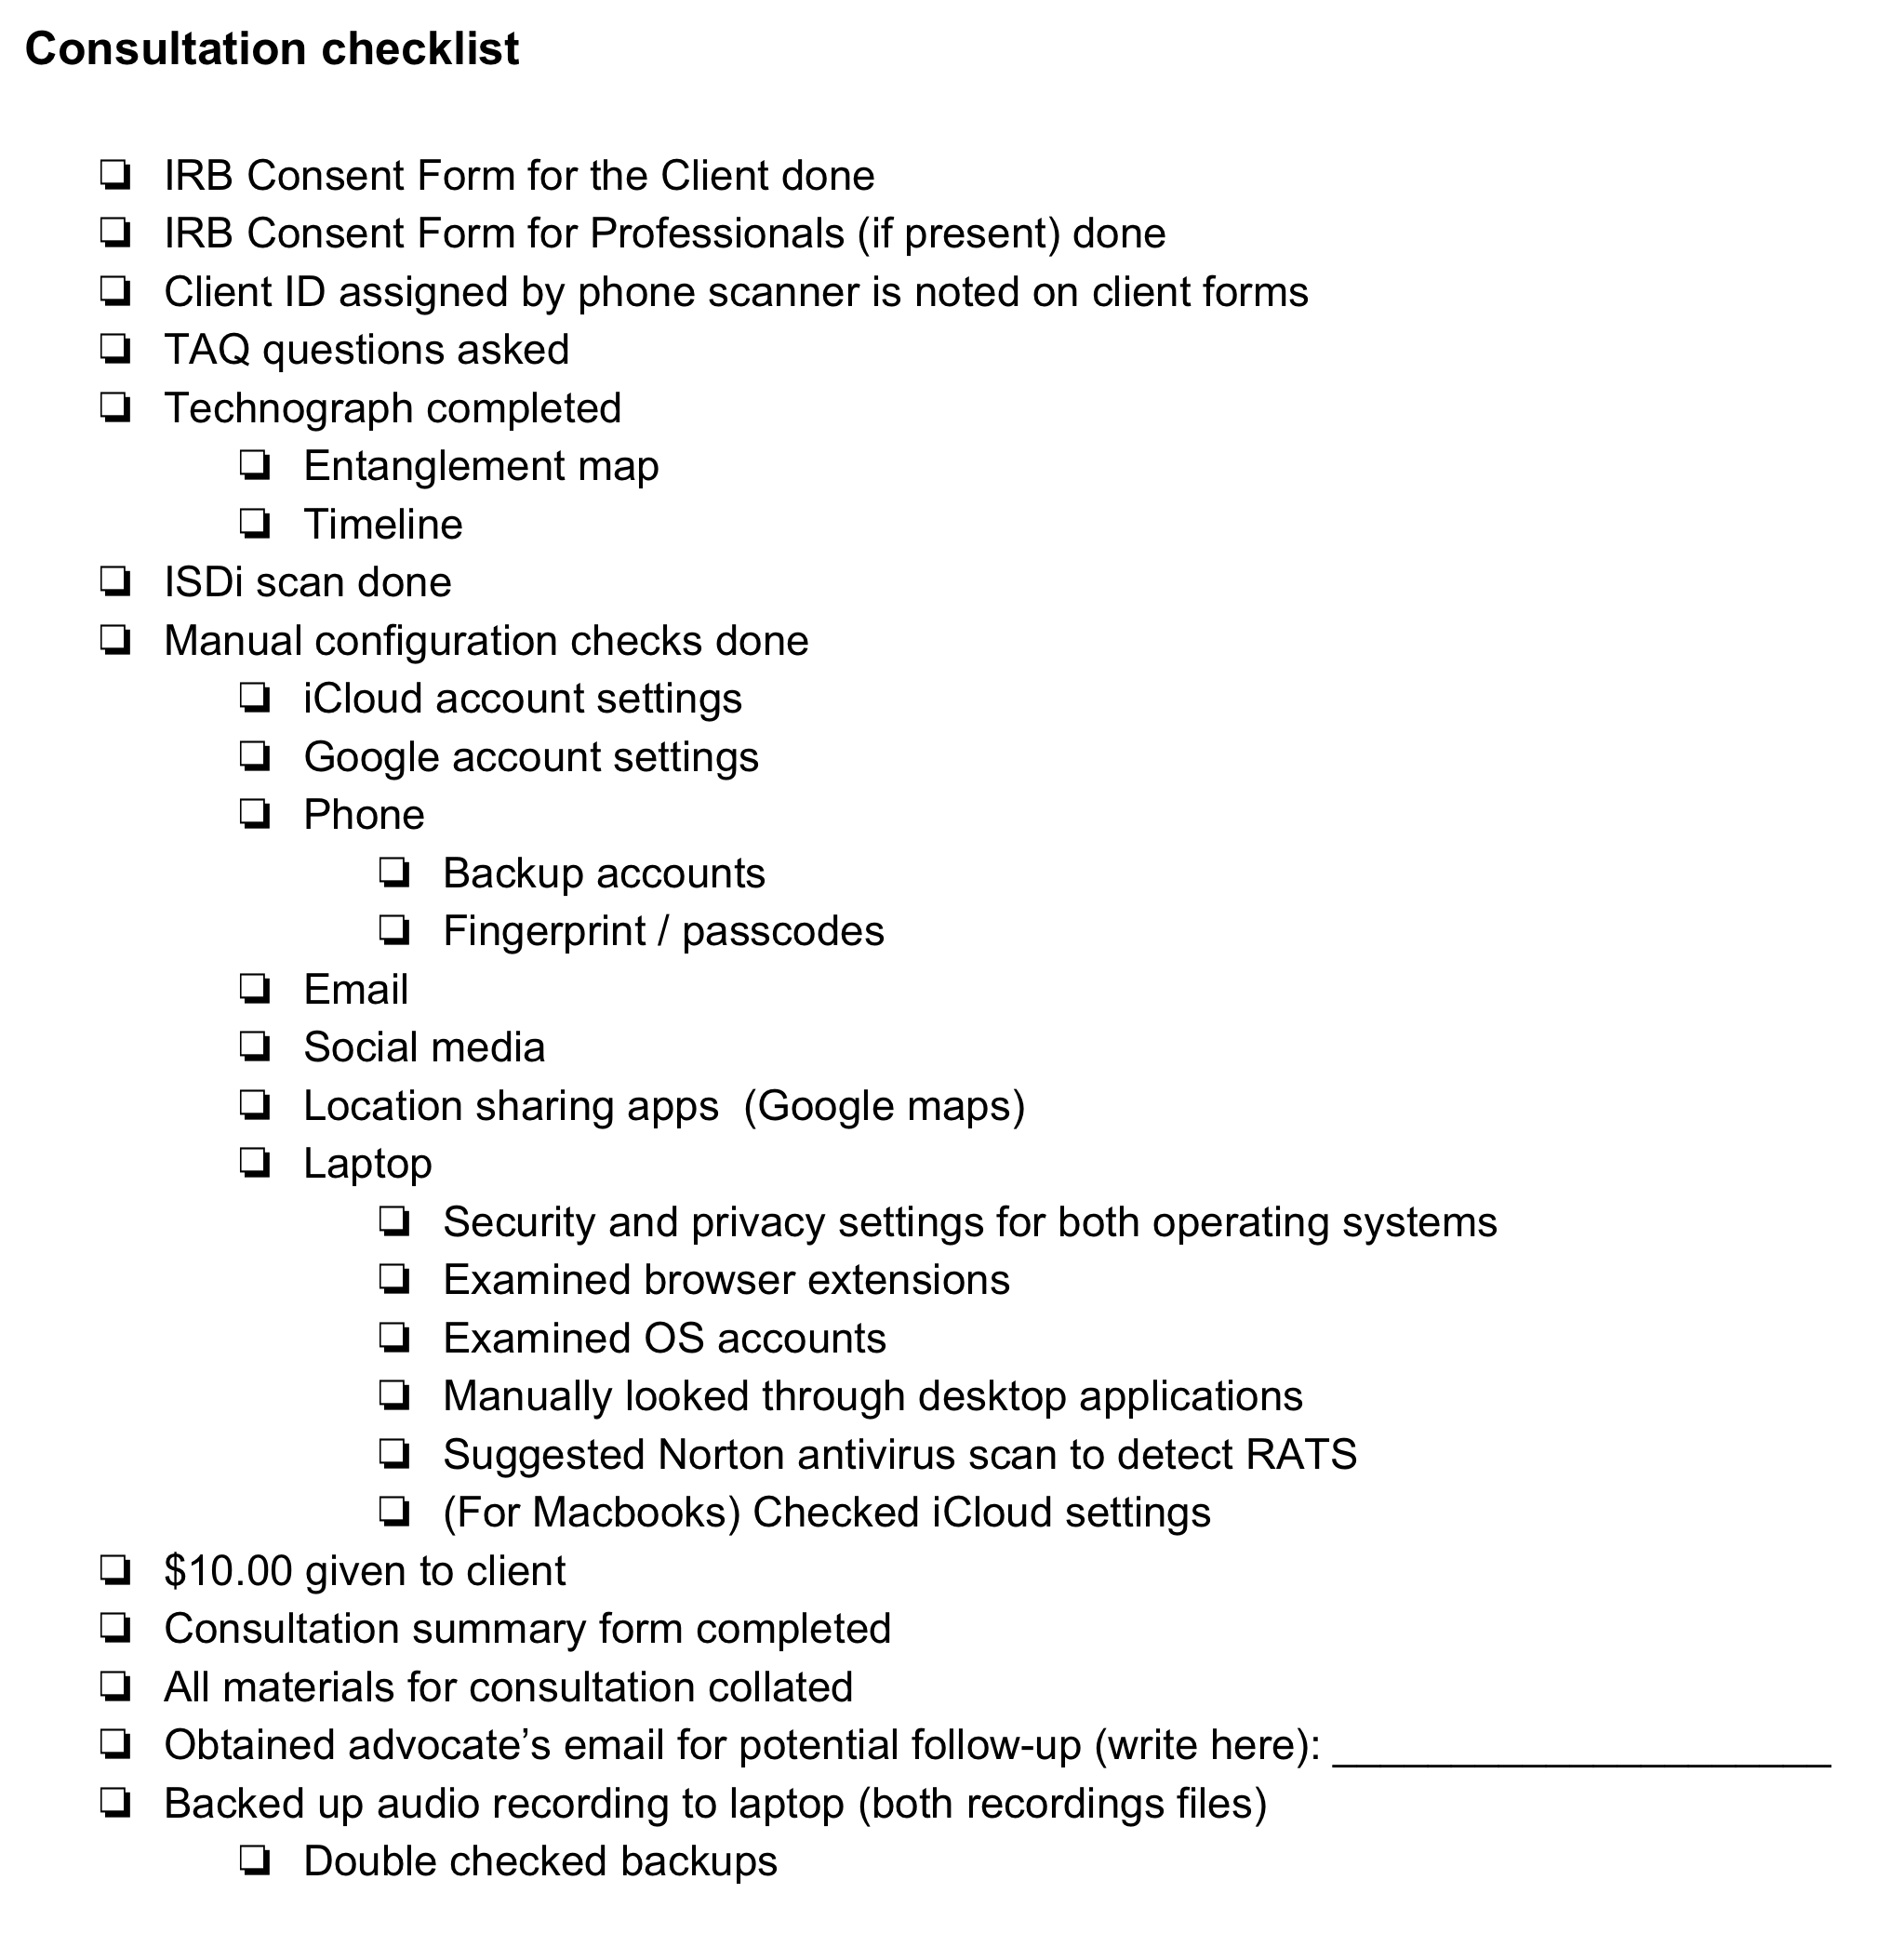 Consultation checklist
❏ IRB Consent Form for the Client done
❏ IRB Consent Form for Professionals (if present) done
❏ Client ID assigned by phone scanner is noted on client forms
❏ TAQ questions asked
❏ Technograph completed
❏ Entanglement map
❏ Timeline
❏ ISDi scan done
❏ Manual configuration checks done
❏ iCloud account settings
❏ Google account settings
❏ Phone
❏ Backup accounts
❏ Fingerprint / passcodes
❏ Email
❏ Social media
❏ Location sharing apps  (Google maps)
❏ Laptop
❏ Security and privacy settings for both operating systems
❏ Examined browser extensions
❏ Examined OS accounts
❏ Manually looked through desktop applications
❏ Suggested Norton antivirus scan to detect RATS
❏ (For Macbooks) Checked iCloud settings
❏ $10.00 given to client
❏ Consultation summary form completed
❏ All materials for consultation collated
❏ Obtained advocate’s email for potential follow-up (write here): _____________________
❏ Backed up audio recording to laptop (both recordings files)
❏ Double checked backups